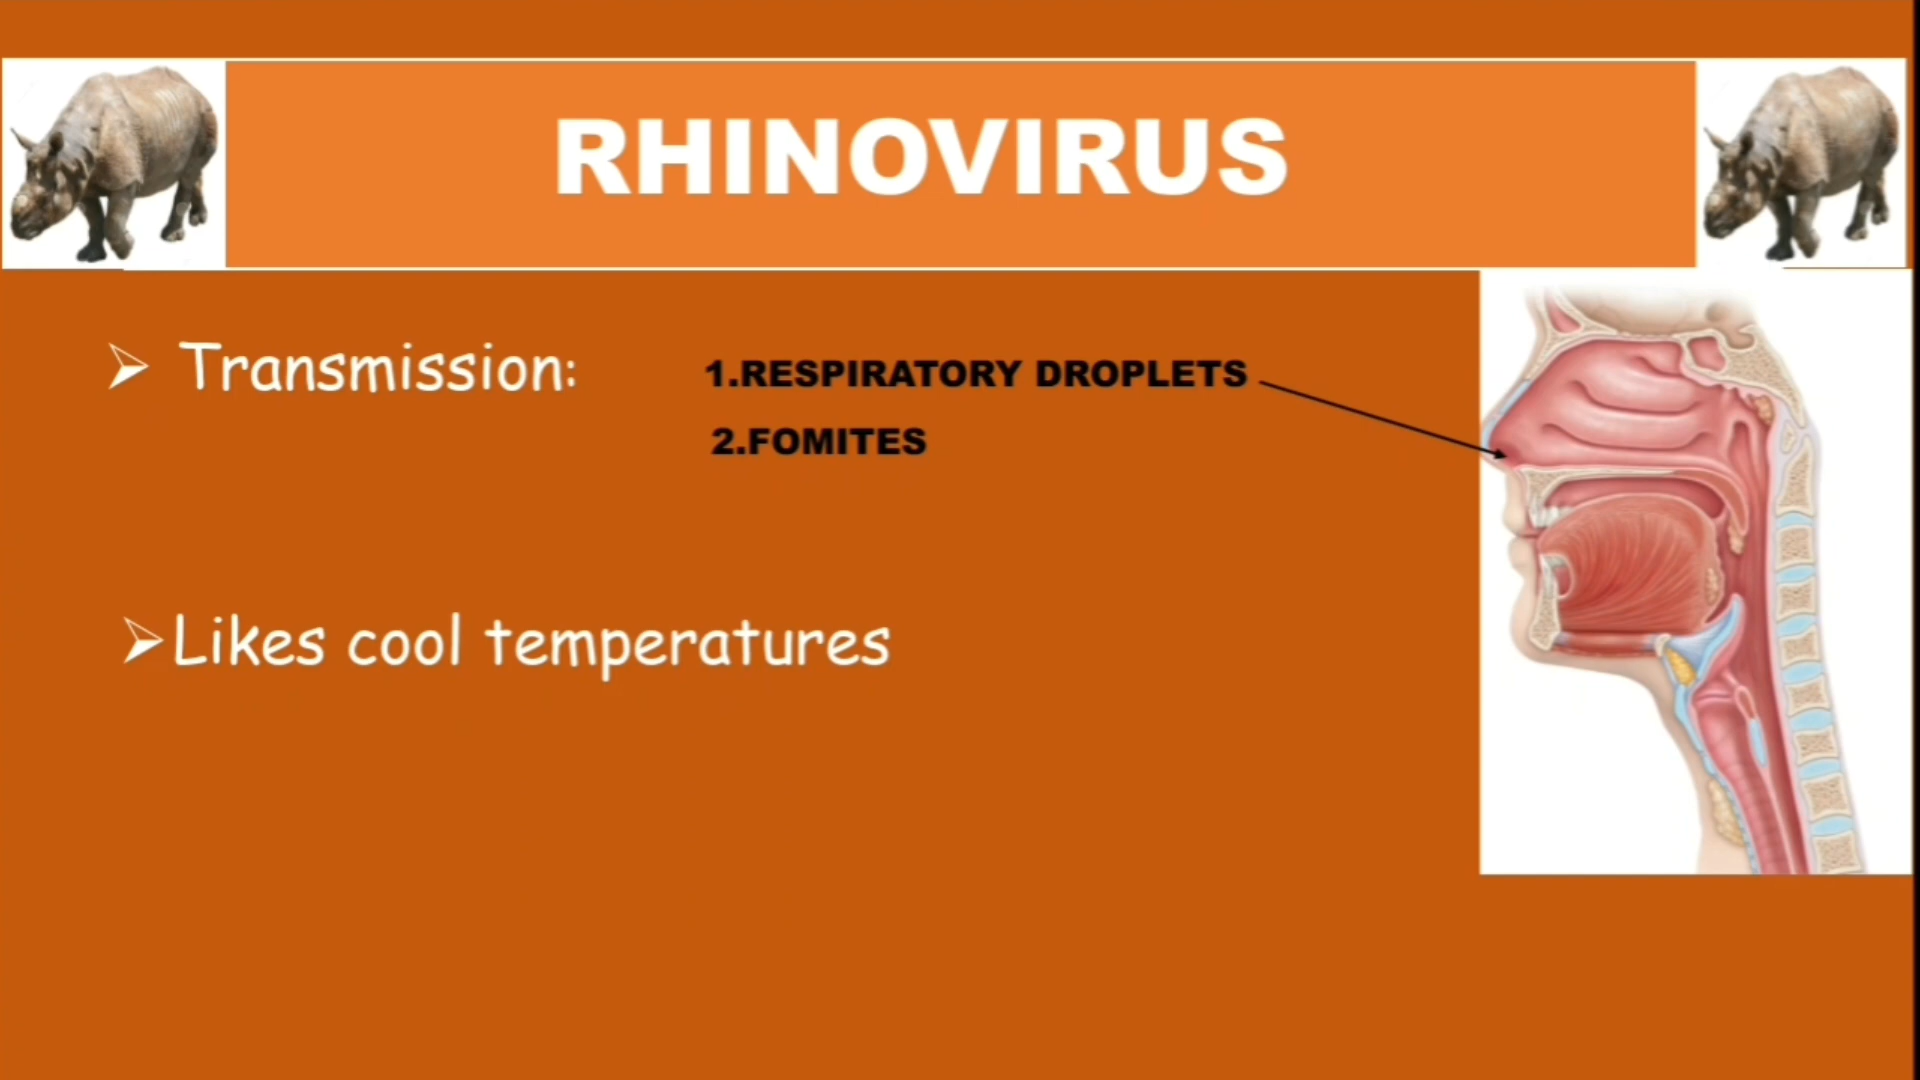 RHINOVIRUS
Transmission:
1.RESPIRATORY DROPLETS
2.FOMITES
Likes cool temperatures